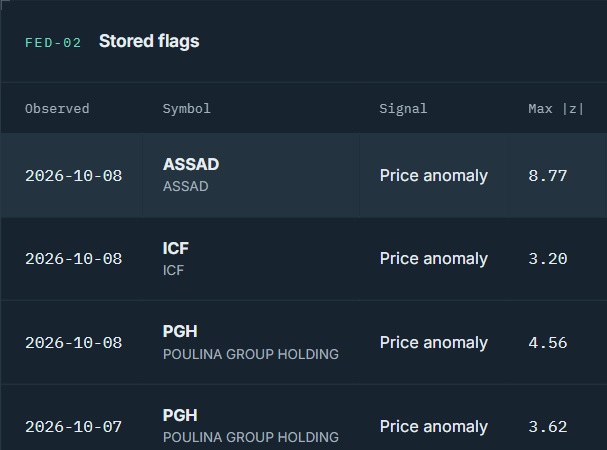 FED-02 Stored flags
Observed Symbol Signal Max |z|
2026-10-08 ASSAD Price anomaly 8.77
ASSAD
2026-10-08 ICF Price anomaly 3.20
ICF
2026-10-08 PGH Price anomaly 4.56
POULINA GROUP HOLDING
2026-10-07 PGH Price anomaly 3.62
POULINA GROUP HOLDING